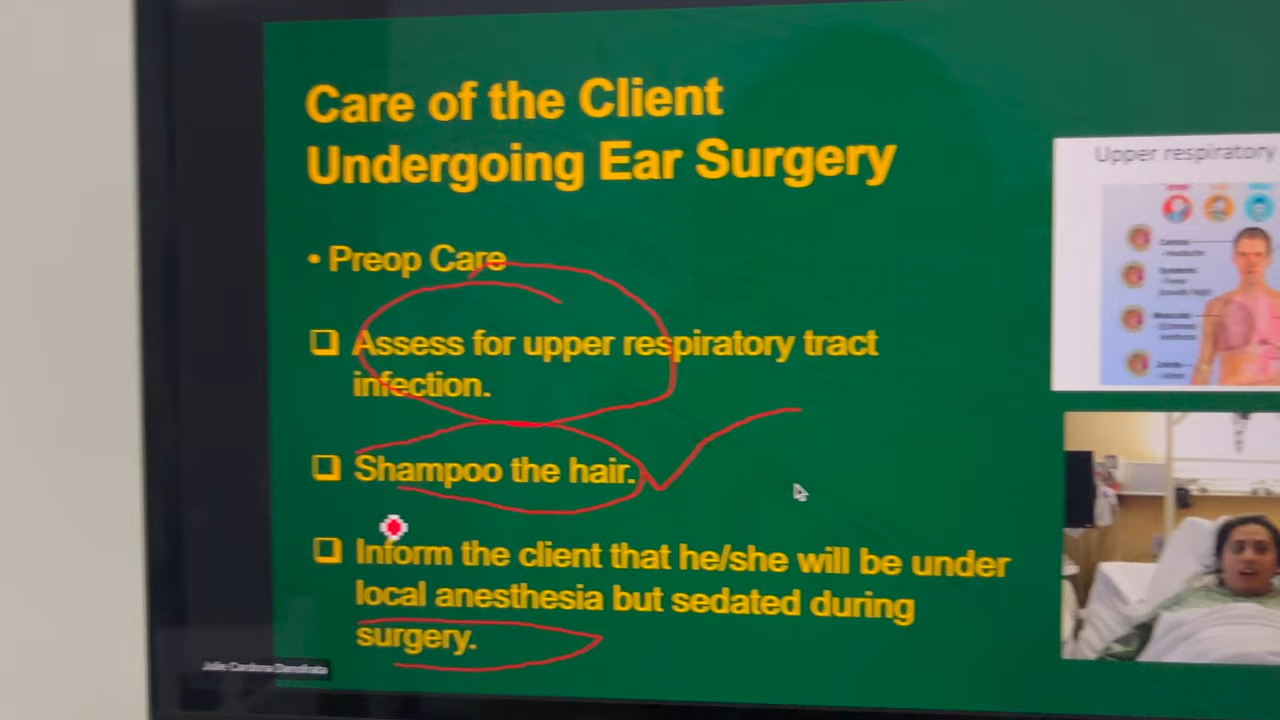 Care of the Client
Undergoing Ear Surgery
• Preop Care
❑ Assess for upper respiratory tract
infection.
❑ Shampoo the hair.
❑ Inform the client that he/she will be under
local anesthesia but sedated during
surgery.
Upper respiratory